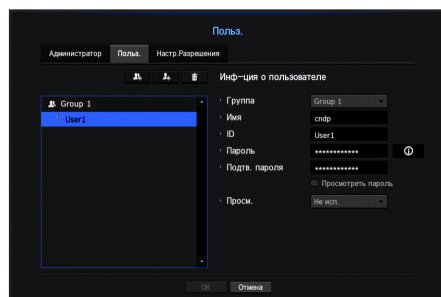 Польз.
Администратор Польз. Настр.Разрешения
Инф-ция о пользователе
Group 1
User1
Группа Group 1
Имя cndp
ID User1
Пароль ************
Подтв. пароля ************
Просмотреть пароль
Просм. Не исп.
OK Отмена